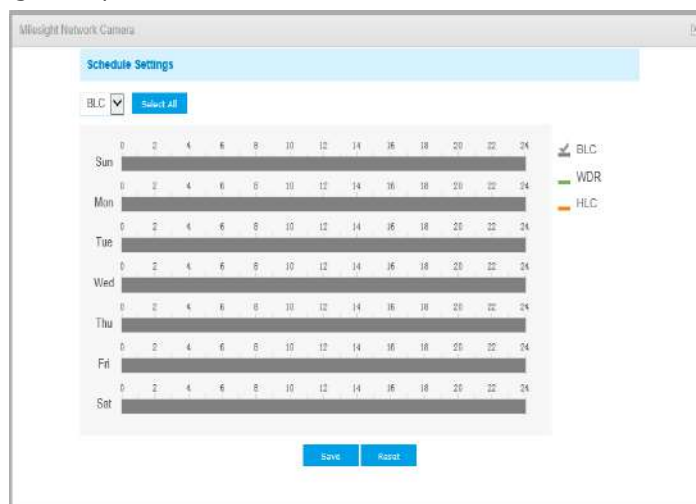 Milesight Network Camera
Schedule Settings
BLC Select All
0 2 4 6 8 10 12 14 16 18 20 22 24
Sun
BLC
0 2 4 6 8 10 12 14 16 18 20 22 24
Mon
WDR
HLC
0 2 4 6 8 10 12 14 16 18 20 22 24
Tue
0 2 4 6 8 10 12 14 16 18 20 22 24
Wed
0 2 4 6 8 10 12 14 16 18 20 22 24
Thu
0 2 4 6 8 10 12 14 16 18 20 22 24
Fri
0 2 4 6 8 10 12 14 16 18 20 22 24
Sat
Save Reset